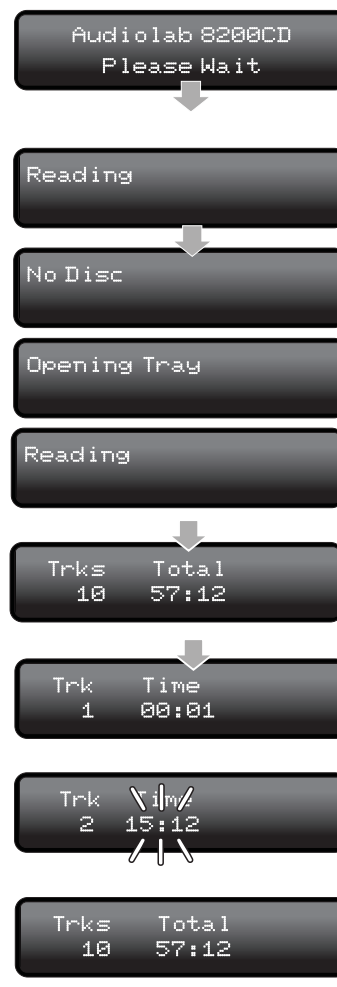 Audiolab 8200CD
Please Wait
Reading
No Disc
Opening Tray
Reading
Trks Total
10 57:12
Trk Time
1 00:01
Trk Time
2 15:12
Trks Total
10 57:12